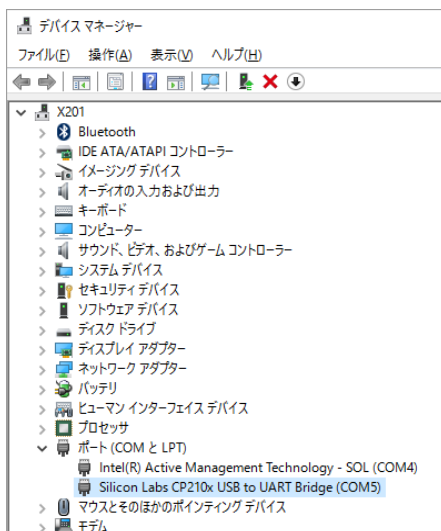 デバイス マネージャー
ファイル(F) 操作(A) 表示(V) ヘルプ(H)
X201
Bluetooth
IDE ATA/ATAPI コントローラー
イメージング デバイス
オーディオの入力および出力
キーボード
コンピューター
サウンド、ビデオ、およびゲーム コントローラー
システム デバイス
セキュリティ デバイス
ソフトウェア デバイス
ディスク ドライブ
ディスプレイ アダプター
ネットワーク アダプター
バッテリ
ヒューマン インターフェイス デバイス
プロセッサ
ポート (COM と LPT)
Intel(R) Active Management Technology - SOL (COM4)
Silicon Labs CP210x USB to UART Bridge (COM5)
マウスとそのほかのポインティング デバイス
モデム